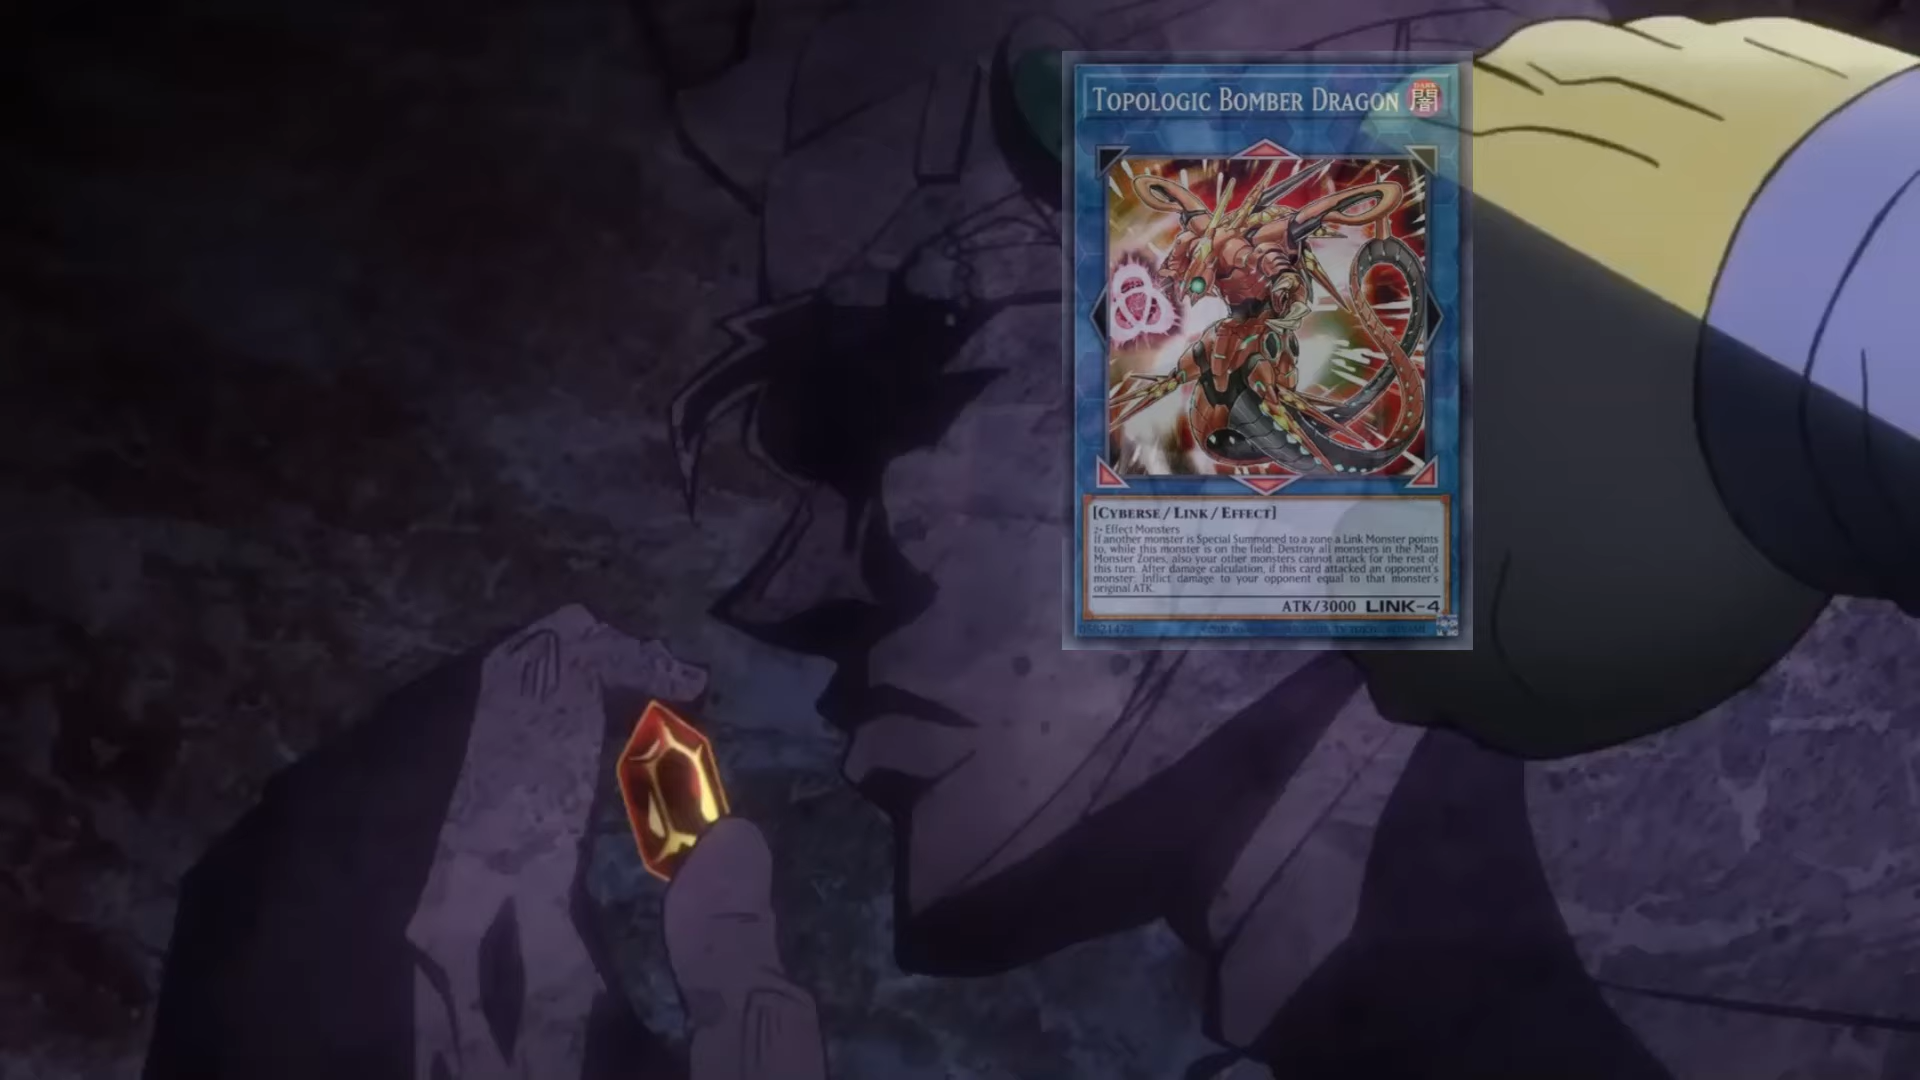 TOPOLOGIC BOMBER DRAGON
DARK
闇
[CYBERSE / LINK / EFFECT]
2+ Effect Monsters
If another monster is Special Summoned to a zone a Link Monster points
to, while this monster is on the field: Destroy all monsters in the Main
Monster Zones, also your other monsters cannot attack for the rest of
this turn. After damage calculation, if this card attacked an opponent's
monster: Inflict damage to your opponent equal to that monster's
original ATK.
ATK/3000 LINK-4